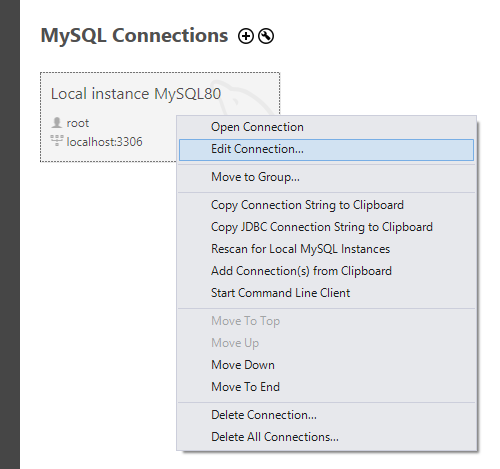 MySQL Connections
Local instance MySQL80
root
localhost:3306
Open Connection
Edit Connection...
Move to Group...
Copy Connection String to Clipboard
Copy JDBC Connection String to Clipboard
Rescan for Local MySQL Instances
Add Connection(s) from Clipboard
Start Command Line Client
Move To Top
Move Up
Move Down
Move To End
Delete Connection...
Delete All Connections...